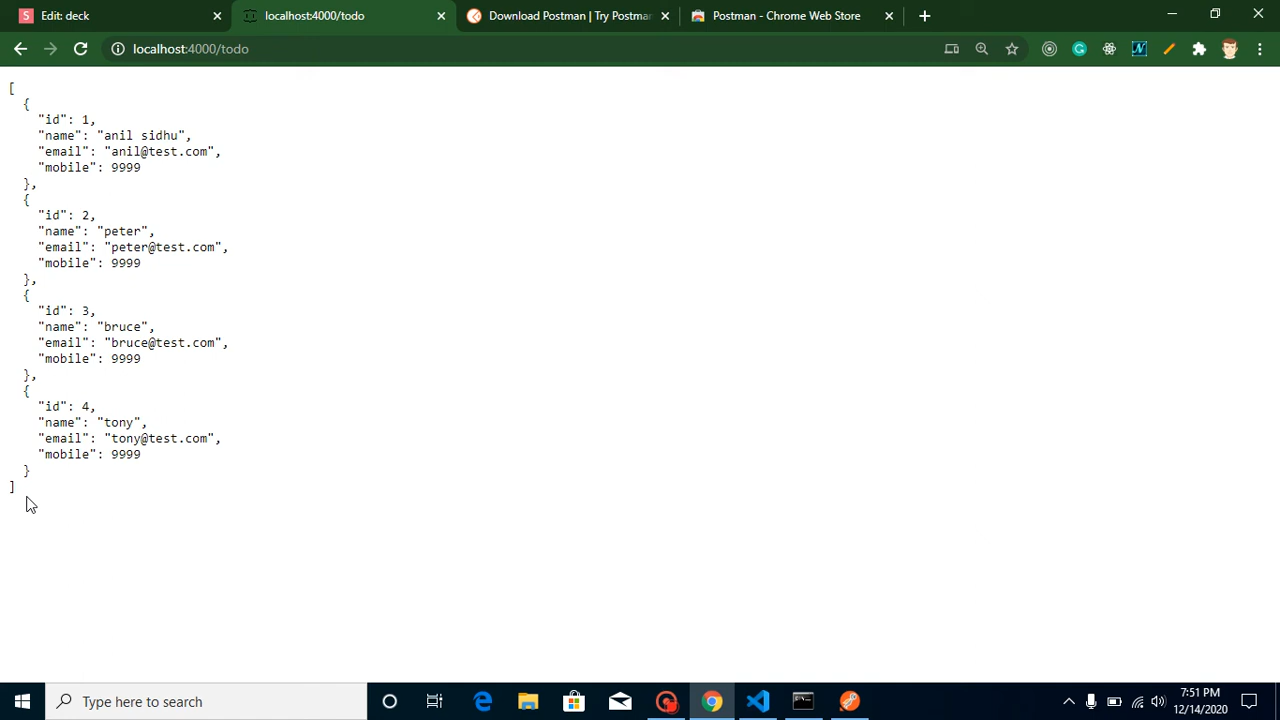 Edit: deck
localhost:4000/todo
Download Postman | Try Postman
Postman - Chrome Web Store
localhost:4000/todo
[
{
"id": 1,
"name": "anil sidhu",
"email": "anil@test.com",
"mobile": 9999
},
{
"id": 2,
"name": "peter",
"email": "peter@test.com",
"mobile": 9999
},
{
"id": 3,
"name": "bruce",
"email": "bruce@test.com",
"mobile": 9999
},
{
"id": 4,
"name": "tony",
"email": "tony@test.com",
"mobile": 9999
}
]
Type here to search
7:51 PM
12/14/2020